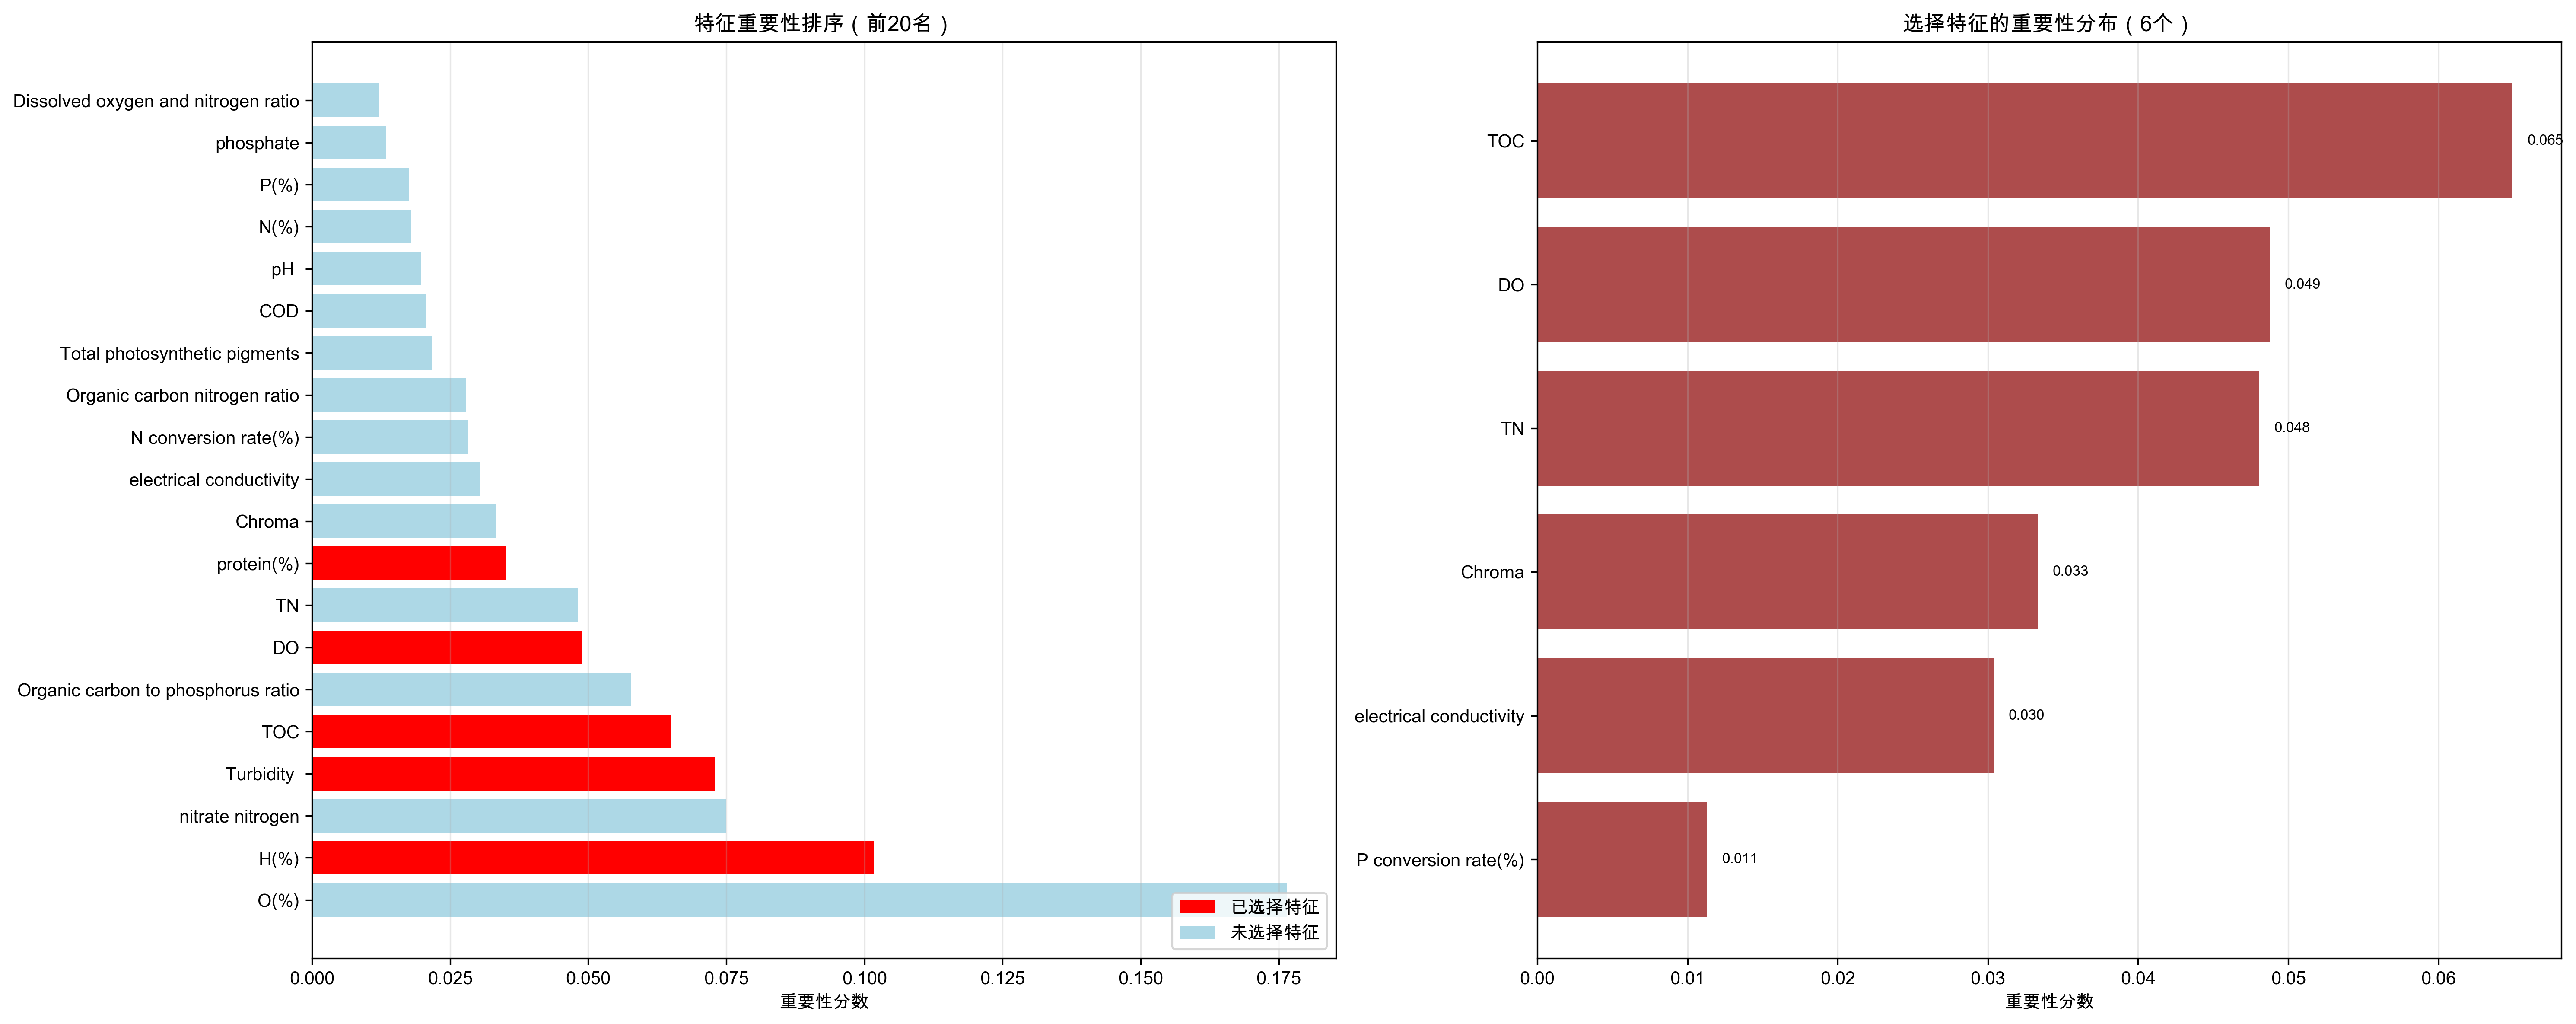 特征重要性排序（前20名）
Dissolved oxygen and nitrogen ratio
phosphate
P(%)
N(%)
pH
COD
Total photosynthetic pigments
Organic carbon nitrogen ratio
N conversion rate(%)
electrical conductivity
Chroma
protein(%)
TN
DO
Organic carbon to phosphorus ratio
TOC
Turbidity
nitrate nitrogen
H(%)
O(%)
已选择特征
未选择特征
0.000 0.025 0.050 0.075 0.100 0.125 0.150 0.175
重要性分数
选择特征的重要性分布（6个）
TOC 0.065
DO 0.049
TN 0.048
Chroma 0.033
electrical conductivity 0.030
P conversion rate(%) 0.011
0.00 0.01 0.02 0.03 0.04 0.05 0.06
重要性分数